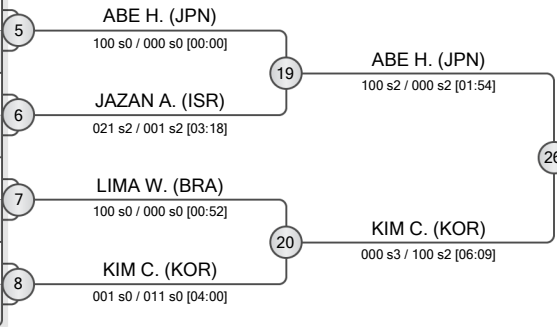 5
ABE H. (JPN)
100 s0 / 000 s0 [00:00]
19
ABE H. (JPN)
100 s2 / 000 s2 [01:54]
6
JAZAN A. (ISR)
021 s2 / 001 s2 [03:18]
26
7
LIMA W. (BRA)
100 s0 / 000 s0 [00:52]
20
KIM C. (KOR)
000 s3 / 100 s2 [06:09]
8
KIM C. (KOR)
001 s0 / 011 s0 [04:00]